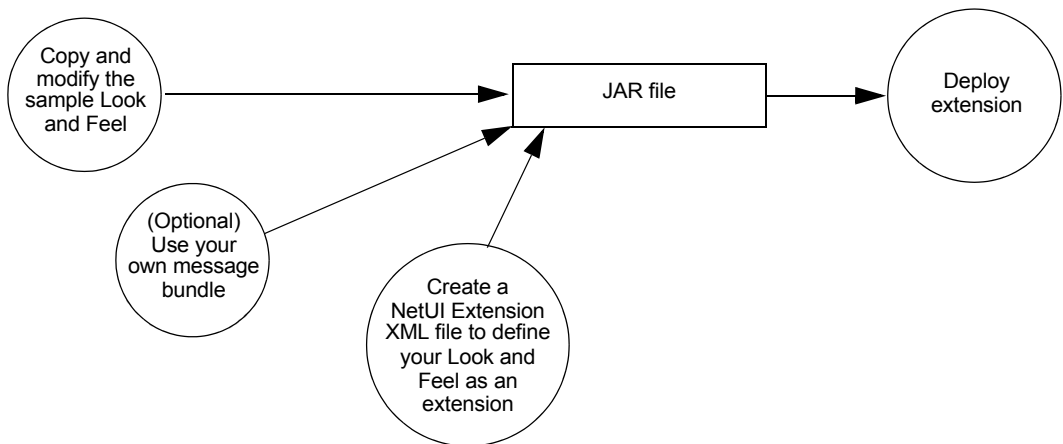 Copy and
modify the
sample Look
and Feel
JAR file
Deploy
extension
(Optional)
Use your
own message
bundle
Create a
NetUI Extension
XML file to define
your Look and
Feel as an
extension